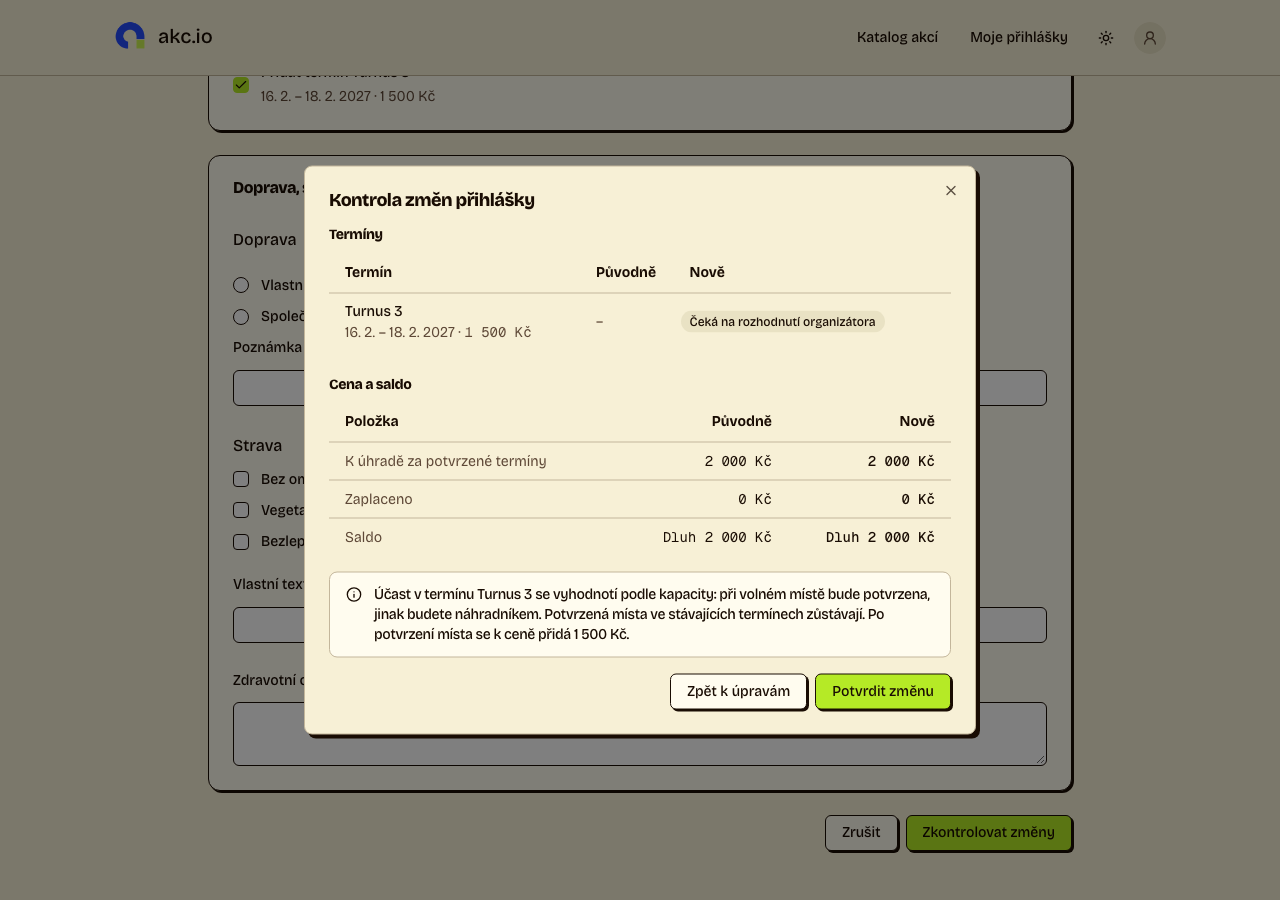 akc.io
Katalog akcí
Moje přihlášky
16. 2. – 18. 2. 2027 · 1 500 Kč
Doprava,
Doprava
Poznámka
Strava
Zdravotní
Kontrola změn přihlášky
Termíny
Termín Původně Nově
Turnus 3
16. 2. – 18. 2. 2027 · 1 500 Kč
–
Čeká na rozhodnutí organizátora
Cena a saldo
Položka Původně Nově
K úhradě za potvrzené termíny 2 000 Kč 2 000 Kč
Zaplaceno 0 Kč 0 Kč
Saldo Dluh 2 000 Kč Dluh 2 000 Kč
Účast v termínu Turnus 3 se vyhodnotí podle kapacity: při volném místě bude potvrzena,
jinak budete náhradníkem. Potvrzená místa ve stávajících termínech zůstávají. Po
potvrzení místa se k ceně přidá 1 500 Kč.
Zpět k úpravám
Potvrdit změnu
Zrušit
Zkontrolovat změny